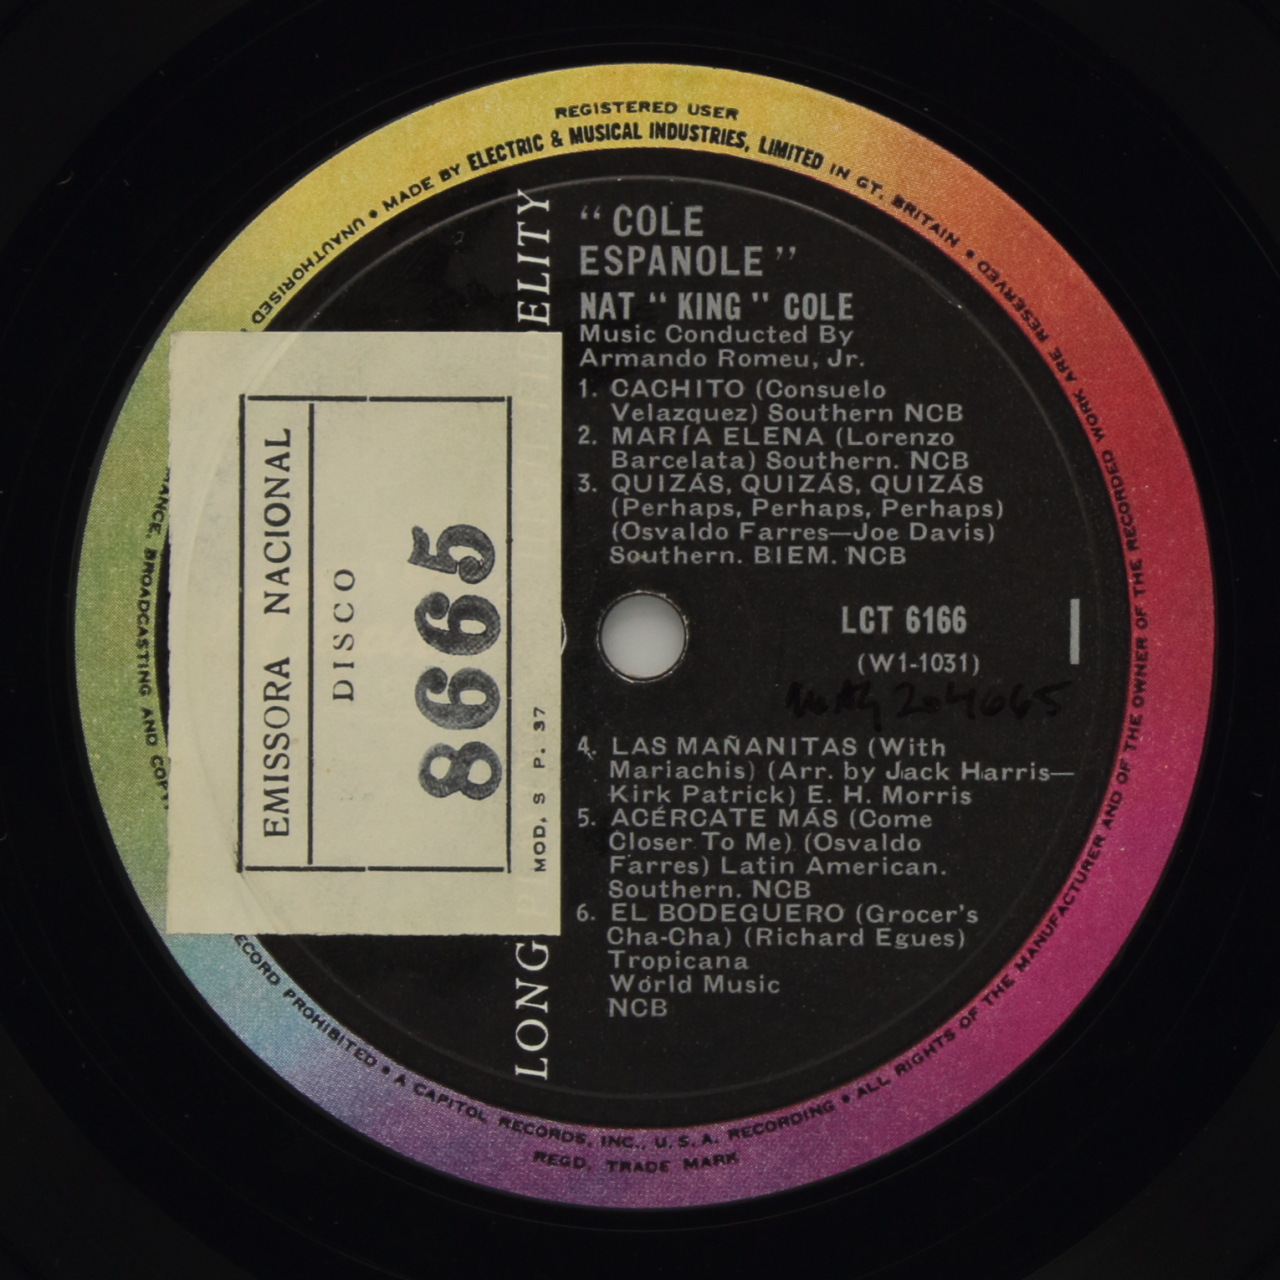 REGISTERED USER
MADE BY ELECTRIC & MUSICAL INDUSTRIES, LIMITED IN GT. BRITAIN •
ALL RIGHTS OF THE MANUFACTURER AND OF THE OWNER OF THE RECORDED WORK ARE RESERVED •
UNAUTHORISED
BROADCASTING AND
PROHIBITED • A CAPITOL RECORDS, INC., U.S.A. RECORDING •
REGD. TRADE MARK
LONG
ELITY
"COLE
ESPANOLE"
NAT "KING" COLE
Music Conducted By
Armando Romeu, Jr.
1. CACHITO (Consuelo
Velazquez) Southern NCB
2. MARÍA ELENA (Lorenzo
Barcelata) Southern. NCB
3. QUIZÁS, QUIZÁS, QUIZÁS
(Perhaps, Perhaps, Perhaps)
(Osvaldo Farres—Joe Davis)
Southern. BIEM. NCB
LCT 6166
(W1-1031)
1
4. LAS MAÑANITAS (With
Mariachis) (Arr. by Jack Harris—
Kirk Patrick) E. H. Morris
5. ACÉRCATE MÁS (Come
Closer To Me) (Osvaldo
Farres) Latin American.
Southern. NCB
6. EL BODEGUERO (Grocer's
Cha-Cha) (Richard Egues)
Tropicana
World Music
NCB
EMISSORA NACIONAL
DISCO
8665
MOD. S P. 37